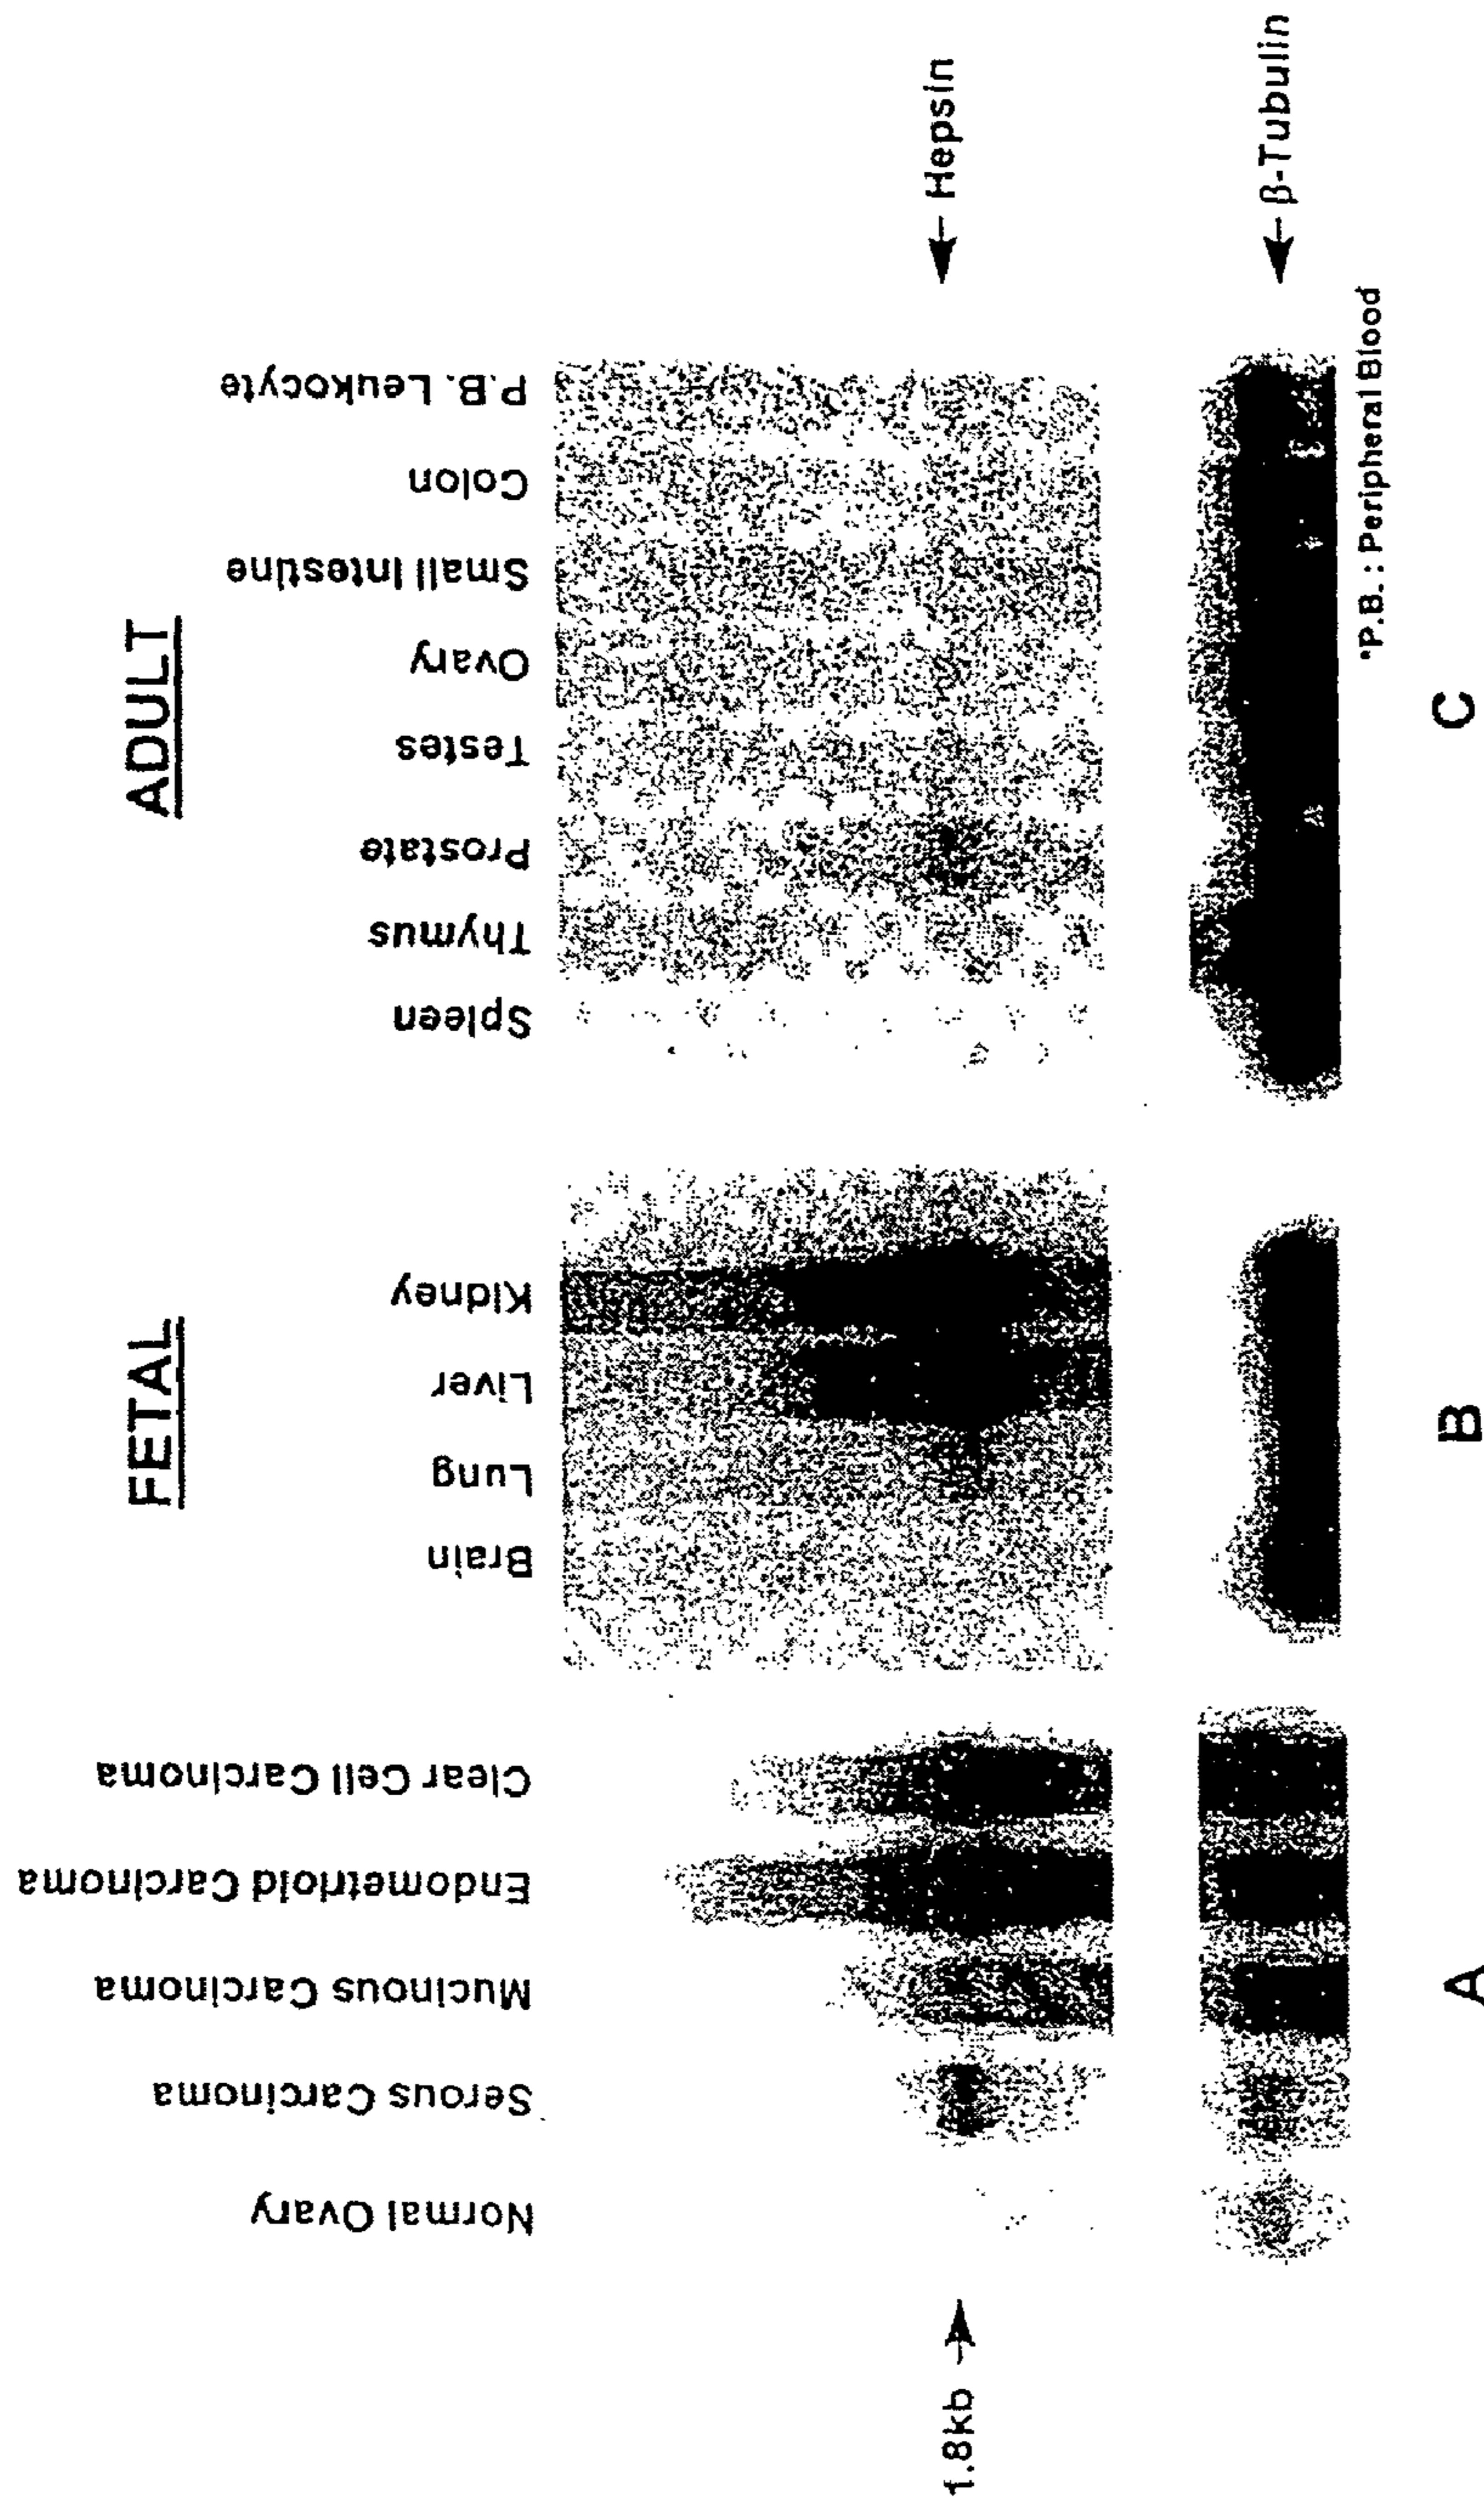 FETAL
ADULT
Normal Ovary
Serous Carcinoma
Mucinous Carcinoma
Endometrioid Carcinoma
Clear Cell Carcinoma
Brain
Lung
Liver
Kidney
Spleen
Thymus
Prostate
Testes
Ovary
Small Intestine
Colon
P.B. Leukocyte
1.8kb →
← Hepsin
← β-Tubulin
*P.B.: Peripheral Blood
A
B
C